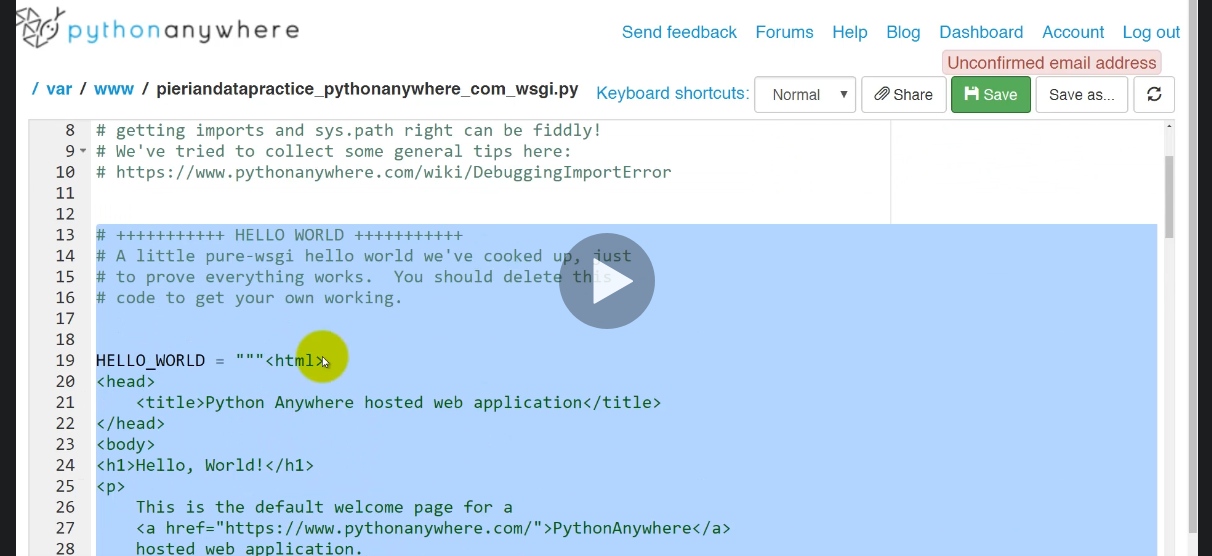 pythonanywhere
Send feedback Forums Help Blog Dashboard Account Log out
Unconfirmed email address
/ var / www / pieriandatapractice_pythonanywhere_com_wsgi.py Keyboard shortcuts: Normal Share Save Save as...
8 # getting imports and sys.path right can be fiddly!
9 # We've tried to collect some general tips here:
10 # https://www.pythonanywhere.com/wiki/DebuggingImportError
11
12
13 # +++++++++++ HELLO WORLD +++++++++++
14 # A little pure-wsgi hello world we've cooked up, just
15 # to prove everything works.  You should delete this
16 # code to get your own working.
17
18
19 HELLO_WORLD = """<html>
20 <head>
21     <title>Python Anywhere hosted web application</title>
22 </head>
23 <body>
24 <h1>Hello, World!</h1>
25 <p>
26     This is the default welcome page for a
27     <a href="https://www.pythonanywhere.com/">PythonAnywhere</a>
28     hosted web application.